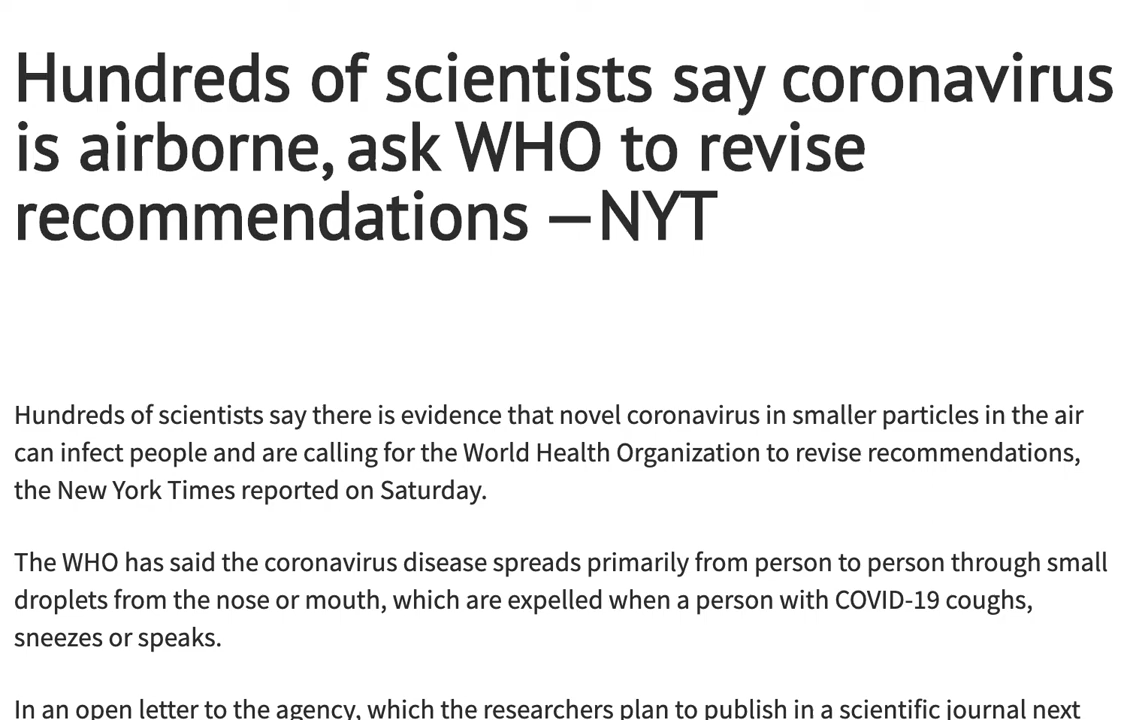 Hundreds of scientists say coronavirus
is airborne, ask WHO to revise
recommendations —NYT
Hundreds of scientists say there is evidence that novel coronavirus in smaller particles in the air
can infect people and are calling for the World Health Organization to revise recommendations,
the New York Times reported on Saturday.
The WHO has said the coronavirus disease spreads primarily from person to person through small
droplets from the nose or mouth, which are expelled when a person with COVID-19 coughs,
sneezes or speaks.
In an open letter to the agency, which the researchers plan to publish in a scientific journal next